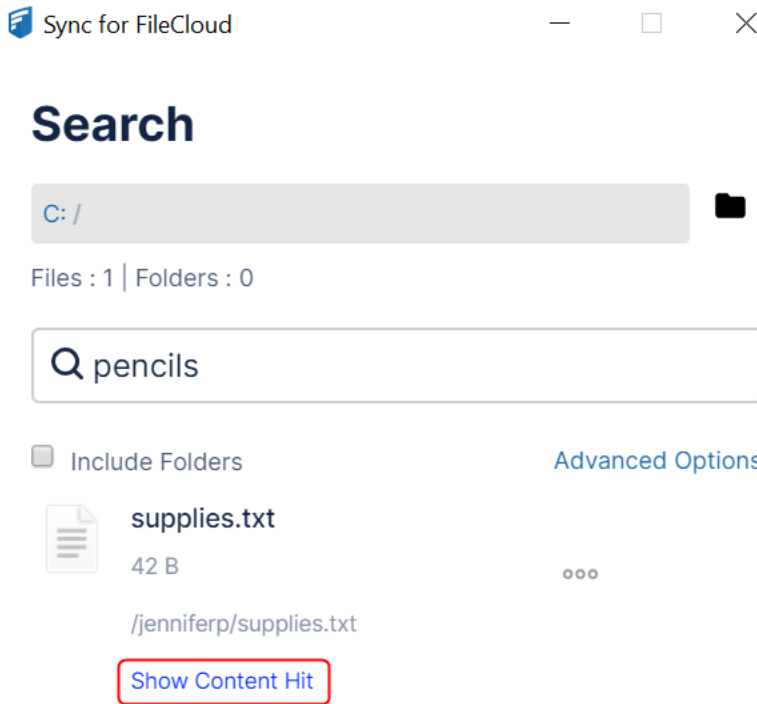 Sync for FileCloud
Search
C: /
Files : 1 | Folders : 0
pencils
Include Folders
Advanced Options
supplies.txt
42 B
/jenniferp/supplies.txt
Show Content Hit